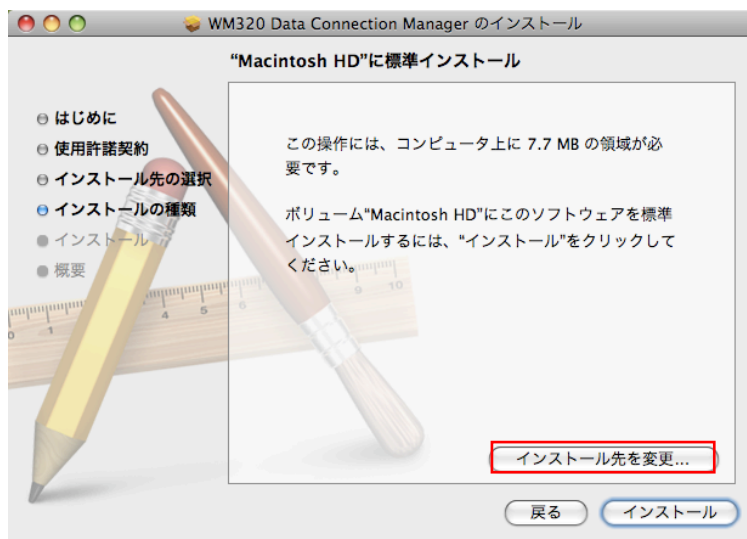 WM320 Data Connection Manager のインストール
“Macintosh HD”に標準インストール
はじめに
使用許諾契約
インストール先の選択
インストールの種類
インストール
概要
この操作には、コンピュータ上に 7.7 MB の領域が必
要です。
ボリューム“Macintosh HD”にこのソフトウェアを標準
インストールするには、“インストール”をクリックして
ください。
0 1 4 5 6 9 10
インストール先を変更...
戻る
インストール